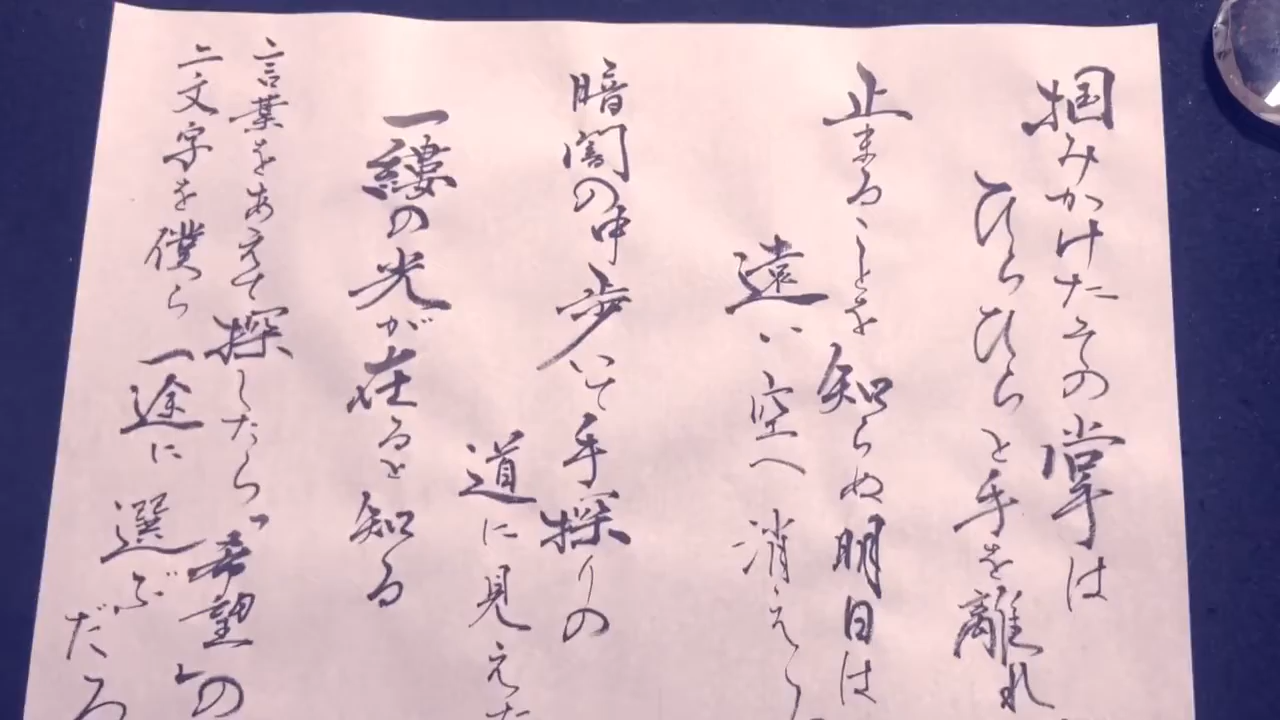 掴みかけたその掌は
ひらひらと手を離れ
止まることを知らぬ明日は
遠い空へ消え

暗闇の中歩いて手探りの
道に見えた
一縷の光が在ると知る
言葉をあえて探したら「希望」の
二文字を僕ら一途に選ぶだろ